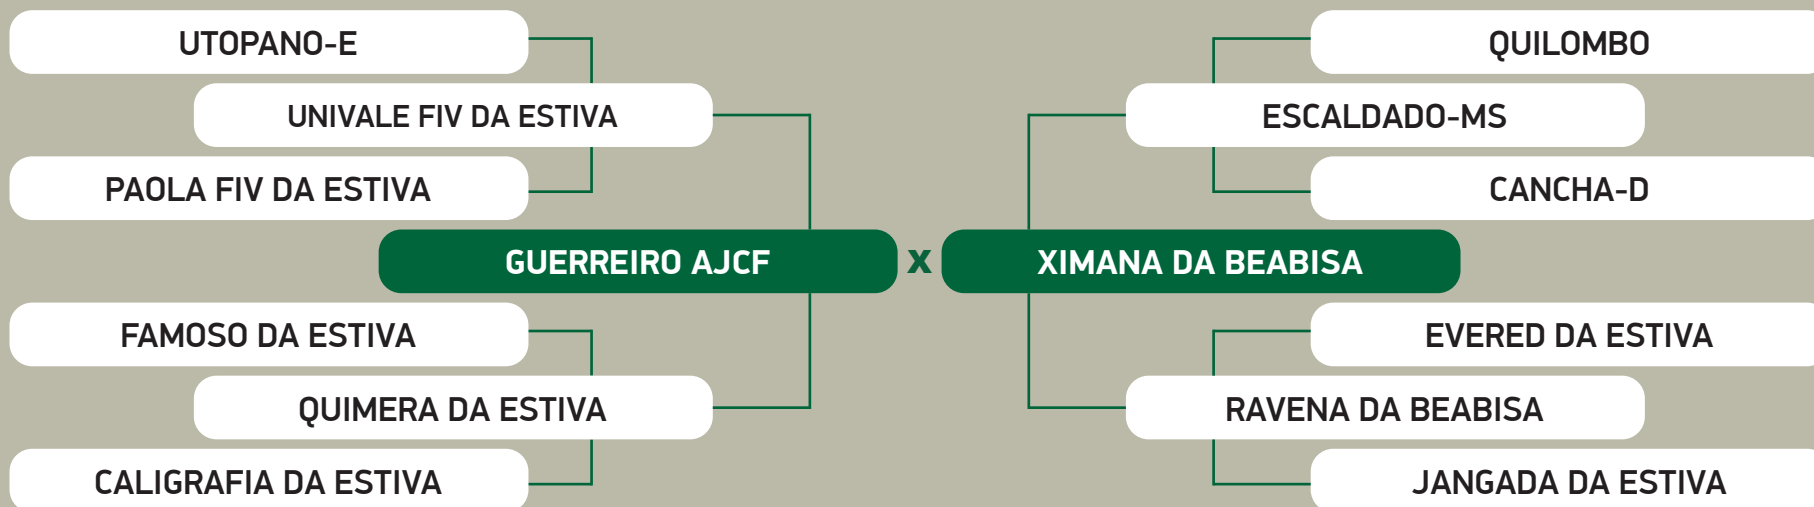 UTOPANO-E
QUILOMBO
UNIVALE FIV DA ESTIVA
ESCALDADO-MS
PAOLA FIV DA ESTIVA
CANCHA-D
GUERREIRO AJCF X XIMANA DA BEABISA
FAMOSO DA ESTIVA
EVERED DA ESTIVA
QUIMERA DA ESTIVA
RAVENA DA BEABISA
CALIGRAFIA DA ESTIVA
JANGADA DA ESTIVA